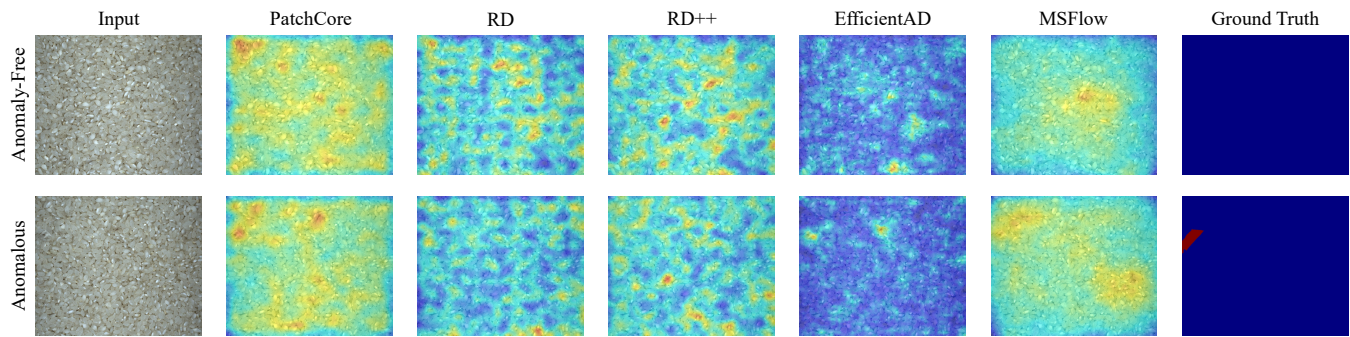 Input PatchCore RD RD++ EfficientAD MSFlow Ground Truth
Anomaly-Free
Anomalous